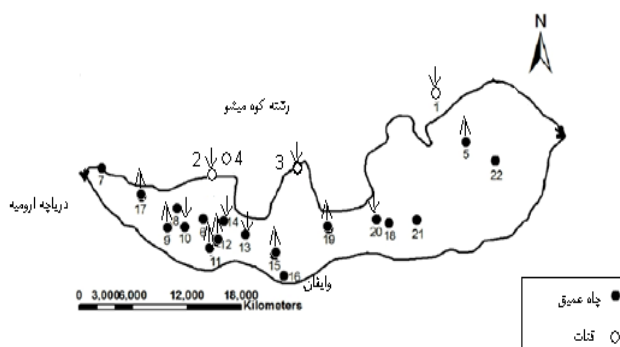 N
رشته کوه میشو
1
2 4
3
5
22
7
دریاچه ارومیه
17
8
9 10 6 14
12
13
11
19
20 18 21
15
16
وایقان
0 3,000 6,000 12,000 18,000
Kilometers
چاه عمیق
قنات